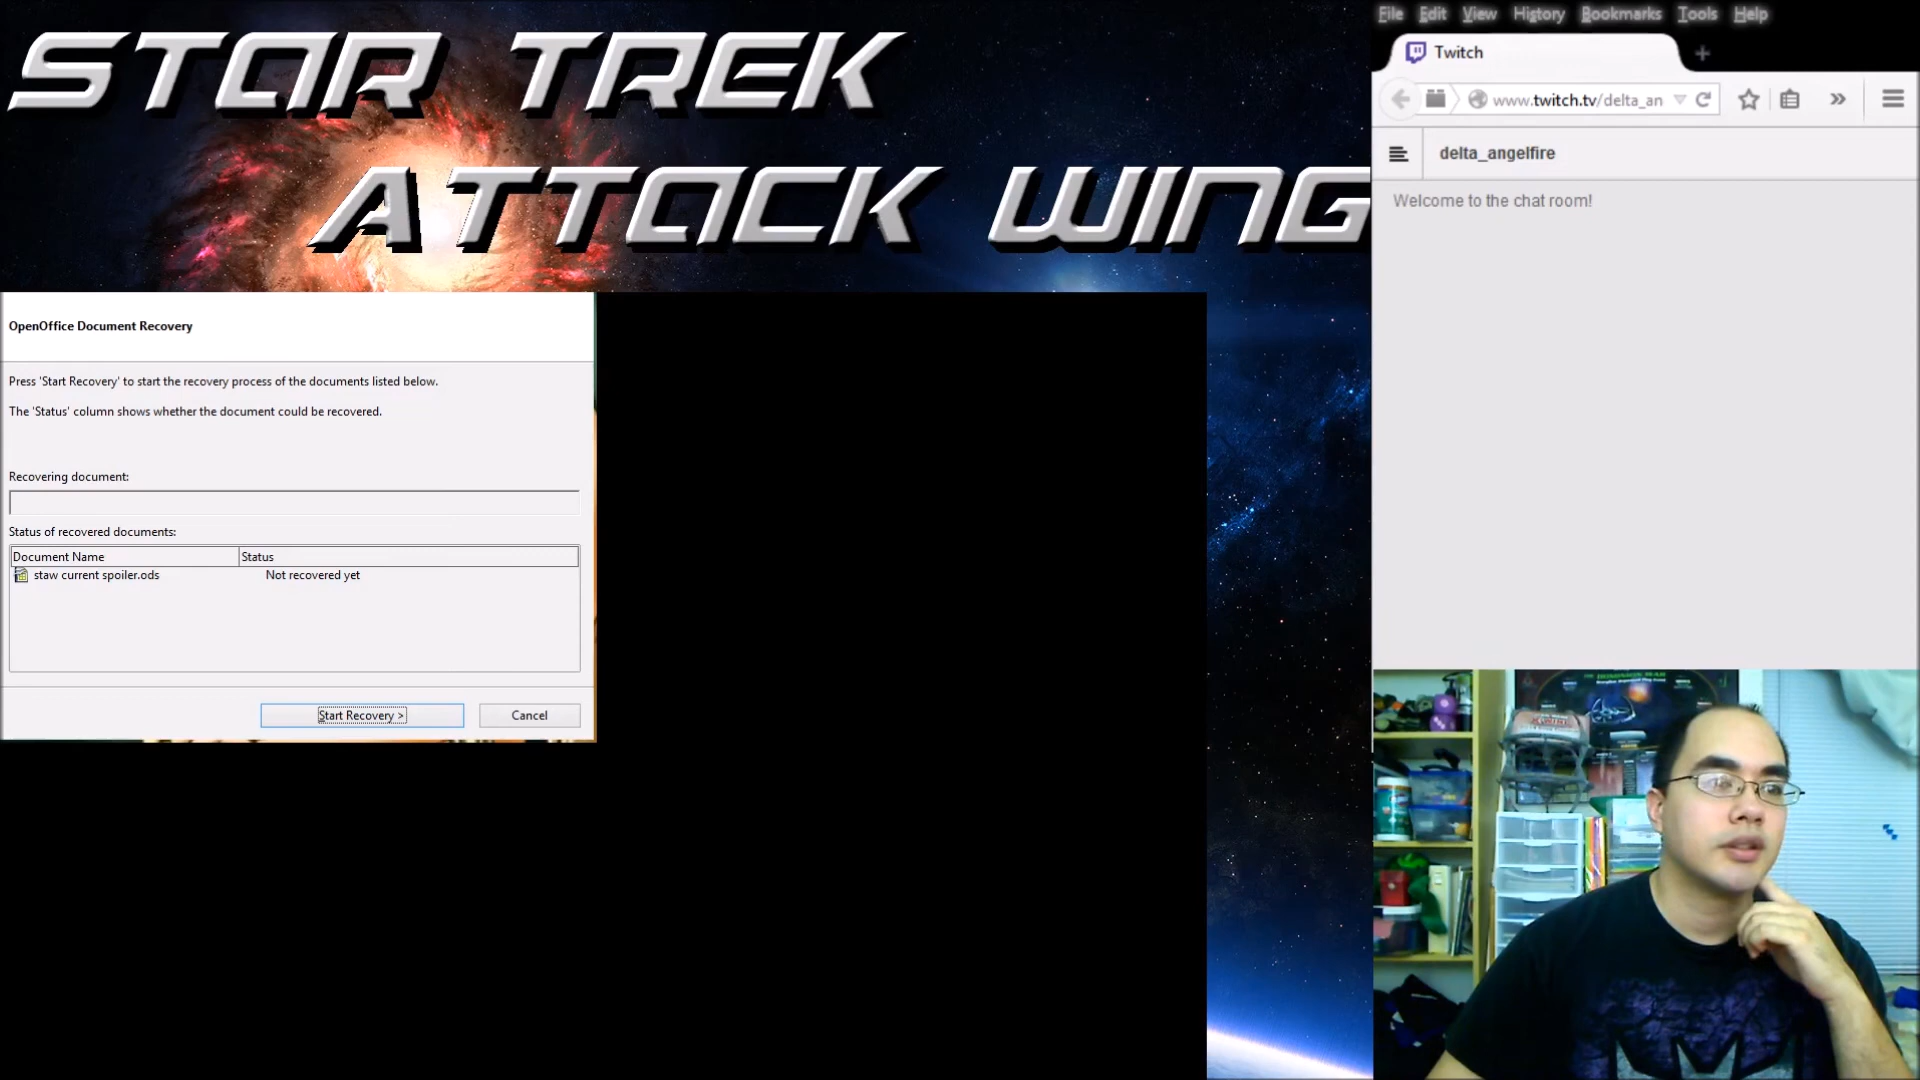 STAR TREK
ATTACK WING
File Edit View History Bookmarks Tools Help
Twitch
www.twitch.tv/delta_an
delta_angelfire
Welcome to the chat room!
OpenOffice Document Recovery
Press 'Start Recovery' to start the recovery process of the documents listed below.
The 'Status' column shows whether the document could be recovered.
Recovering document:
Status of recovered documents:
Document Name Status
staw current spoiler.ods Not recovered yet
Start Recovery > Cancel